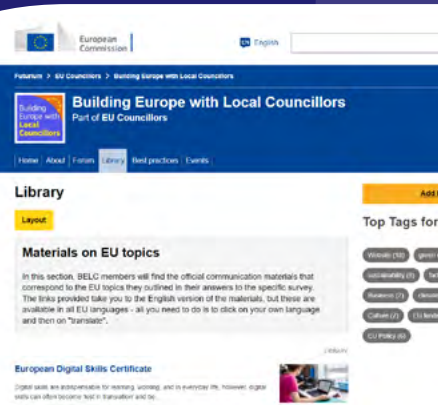 European
Commission
EN English
Futurium > EU Councillors > Building Europe with Local Councillors
Building
Europe with
Local
Councillors
Building Europe with Local Councillors
Part of EU Councillors
Home About Forum Library Best practices Events
Library
Add
Layout
Top Tags for
Materials on EU topics
In this section, BELC members will find the official communication materials that
correspond to the EU topics they outlined in their answers to the specific survey.
The links provided take you to the English version of the materials, but these are
available in all EU languages - all you need to do is to click on your own language
and then on "translate".
Website (10) green
sustainability (8)
Business (7) climate
Culture (7) EU fund
EU Policy (6)
European Digital Skills Certificate
Digital skills are indispensable for learning, working, and in everyday life, however, digital
skills can often become lost in translation and be